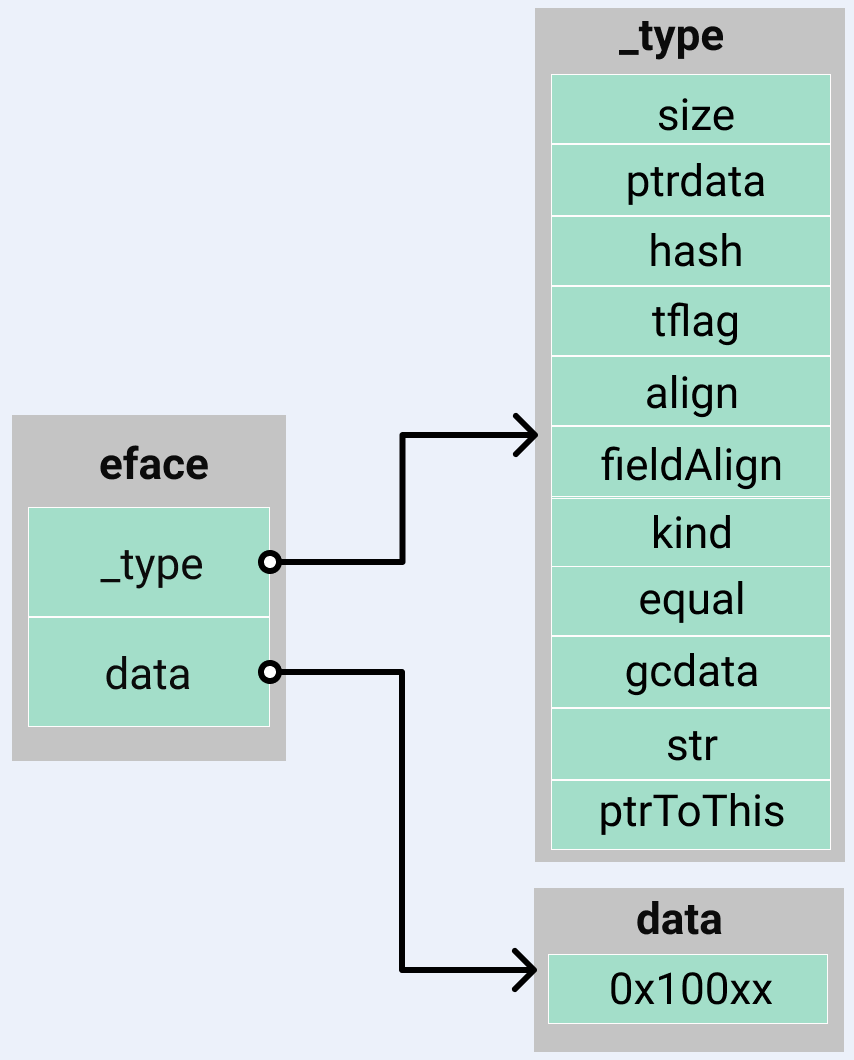 eface
_type
data
_type
size
ptrdata
hash
tflag
align
fieldAlign
kind
equal
gcdata
str
ptrToThis
data
0x100xx